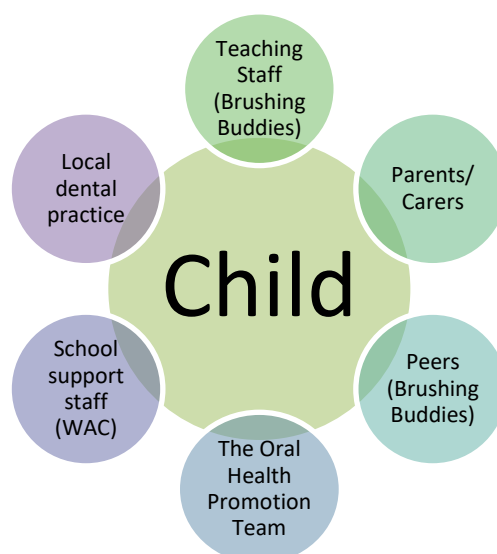 Teaching
Staff
(Brushing
Buddies)
Local
dental
practice
Parents/
Carers
Child
School
support
staff
(WAC)
Peers
(Brushing
Buddies)
The Oral
Health
Promotion
Team